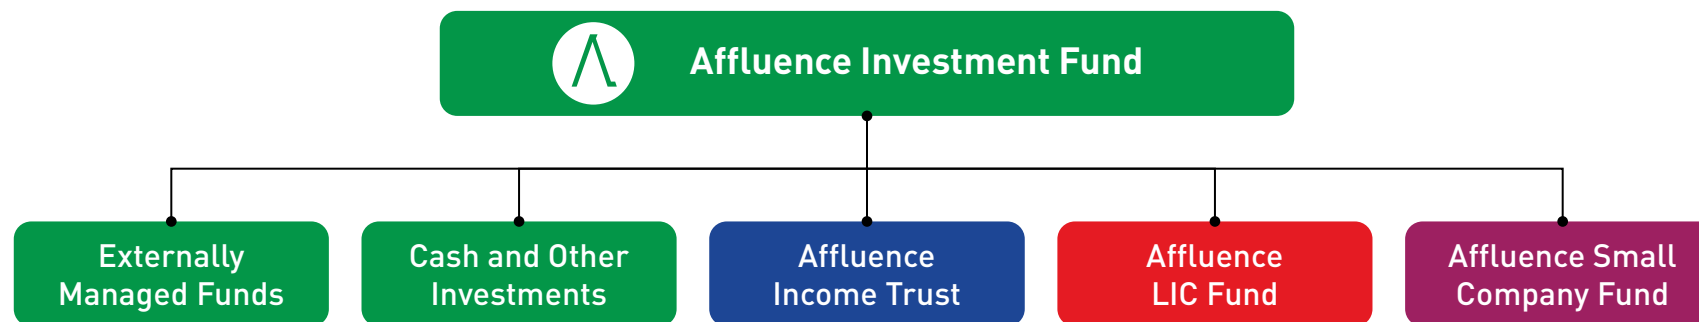 Affluence Investment Fund
Externally
Managed Funds
Cash and Other
Investments
Affluence
Income Trust
Affluence
LIC Fund
Affluence Small
Company Fund